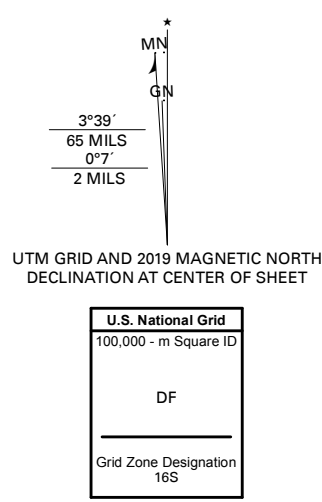 MN
GN
3°39´
65 MILS
0°7´
2 MILS
UTM GRID AND 2019 MAGNETIC NORTH
DECLINATION AT CENTER OF SHEET
U.S. National Grid
100,000 - m Square ID
DF
Grid Zone Designation
16S